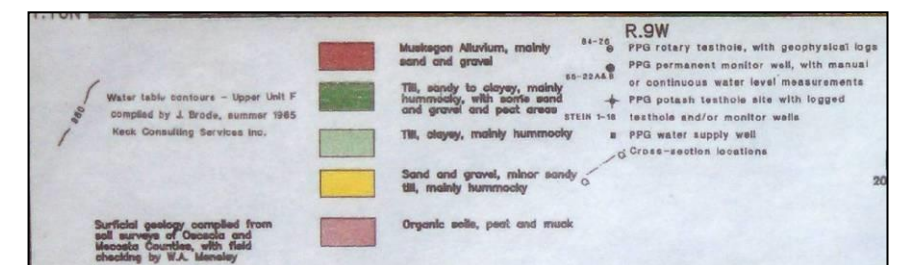 R.9W
860
Water table contours - Upper Unit F
compiled by J. Brode, summer 1985
Keck Consulting Services Inc.
Surficial geology compiled from
soil surveys of Osceola and
Mecosta Counties, with field
checking by W.A. Meneley
Muskegon Alluvium, mainly
sand and gravel
Till, sandy to clayey, mainly
hummocky, with some sand
and gravel and peat areas
Till, clayey, mainly hummocky
Sand and gravel, minor sandy
till, mainly hummocky
Organic soils, peat and muck
84-26
PPG rotary testhole, with geophysical logs
85-22A&B
PPG permanent monitor well, with manual
or continuous water level measurements
STEIN 1-18
PPG potash testhole site with logged
testhole and/or monitor wells
PPG water supply well
Cross-section locations
20